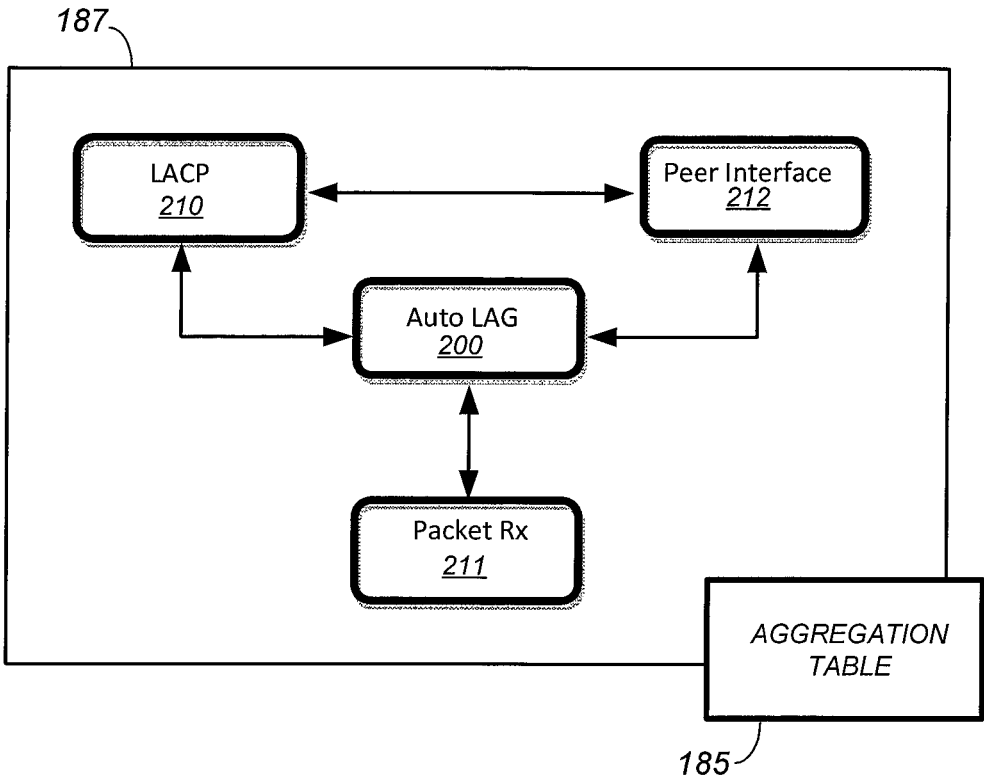 187
LACP
210
Peer Interface
212
Auto LAG
200
Packet Rx
211
AGGREGATION
TABLE
185